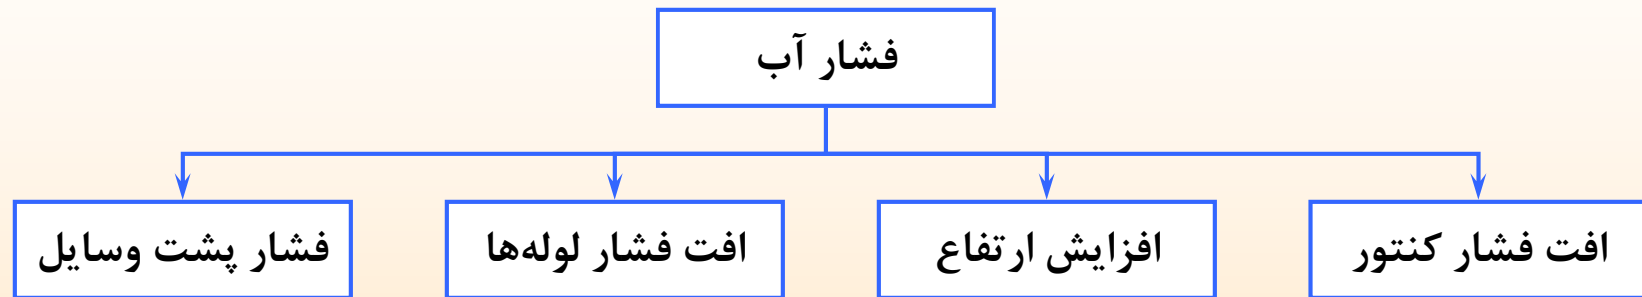 فشار آب
افت فشار کنتور
افزایش ارتفاع
افت فشار لوله‌ها
فشار پشت وسایل